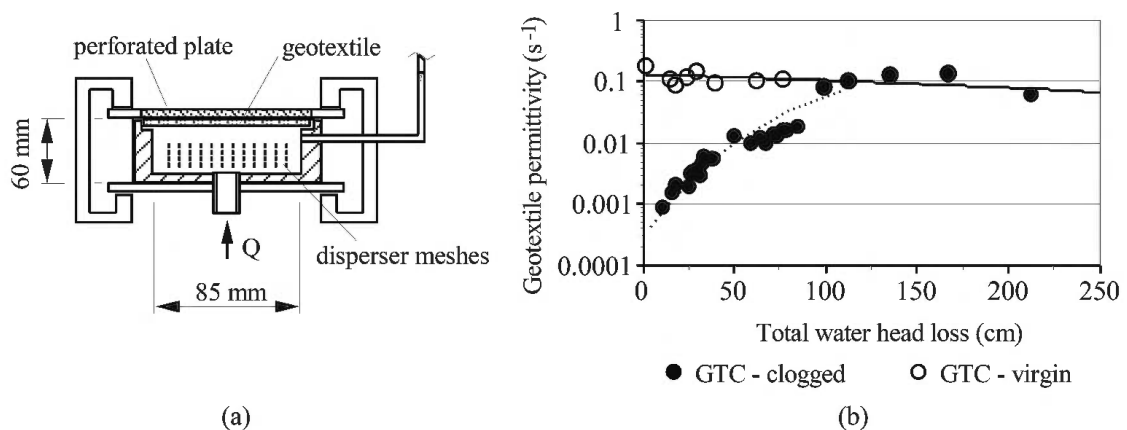 perforated plate
geotextile
60 mm
Q
disperser meshes
85 mm
(a)
(b)
Geotextile permittivity (s⁻¹)
1
0.1
0.01
0.001
0.0001
0 50 100 150 200 250
Total water head loss (cm)
GTC - clogged
GTC - virgin